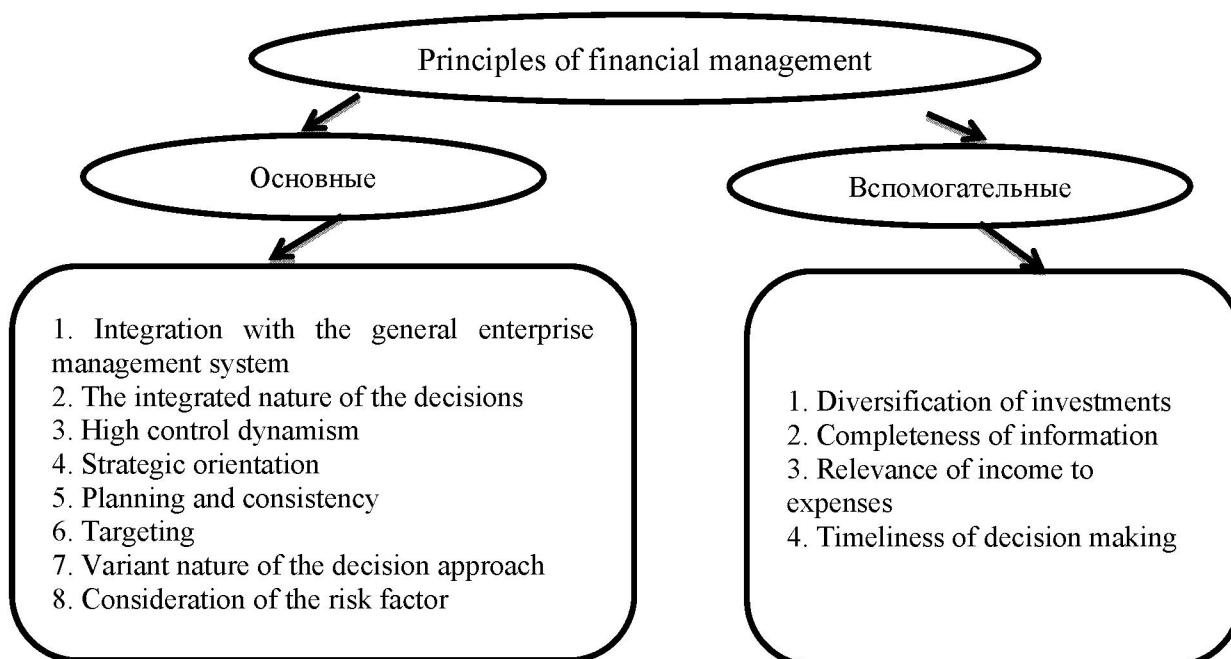 Principles of financial management
Основные
Вспомогательные
1. Integration with the general enterprise
management system
2. The integrated nature of the decisions
3. High control dynamism
4. Strategic orientation
5. Planning and consistency
6. Targeting
7. Variant nature of the decision approach
8. Consideration of the risk factor
1. Diversification of investments
2. Completeness of information
3. Relevance of income to
expenses
4. Timeliness of decision making